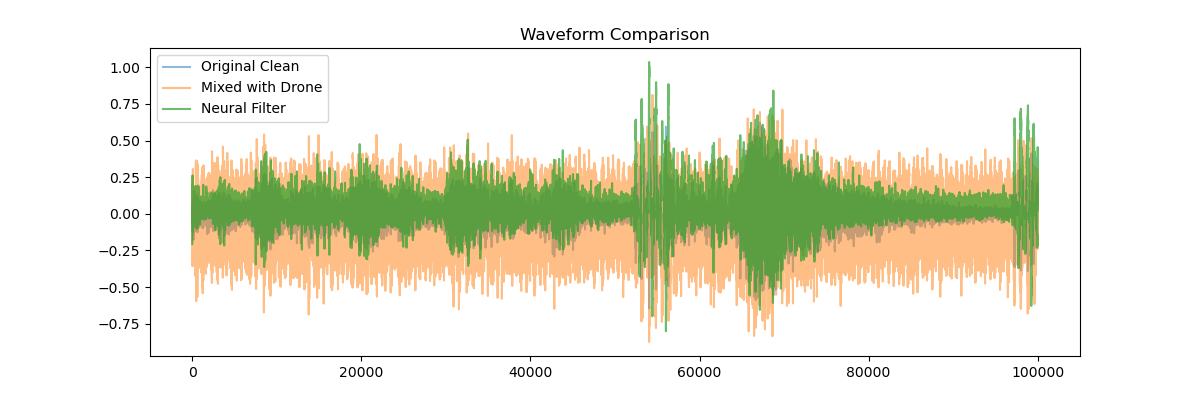 Waveform Comparison
Original Clean
Mixed with Drone
Neural Filter
1.00
0.75
0.50
0.25
0.00
−0.25
−0.50
−0.75
0 20000 40000 60000 80000 100000